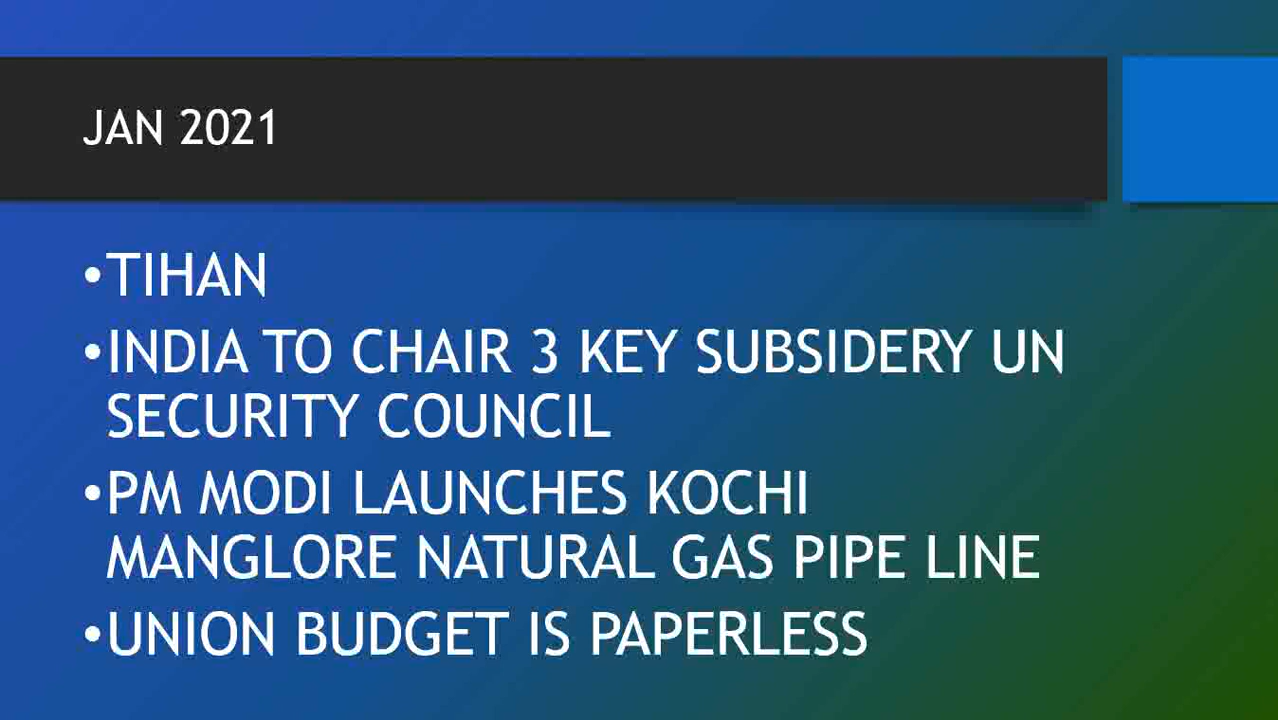 JAN 2021
•TIHAN
•INDIA TO CHAIR 3 KEY SUBSIDERY UN
SECURITY COUNCIL
•PM MODI LAUNCHES KOCHI
MANGLORE NATURAL GAS PIPE LINE
•UNION BUDGET IS PAPERLESS